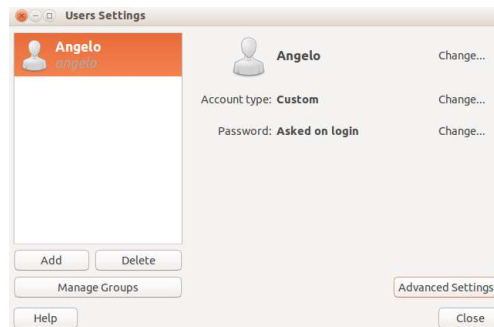 Users Settings
Angelo
angelo
Angelo
Change...
Account type: Custom
Change...
Password: Asked on login
Change...
Add
Delete
Manage Groups
Advanced Settings
Help
Close